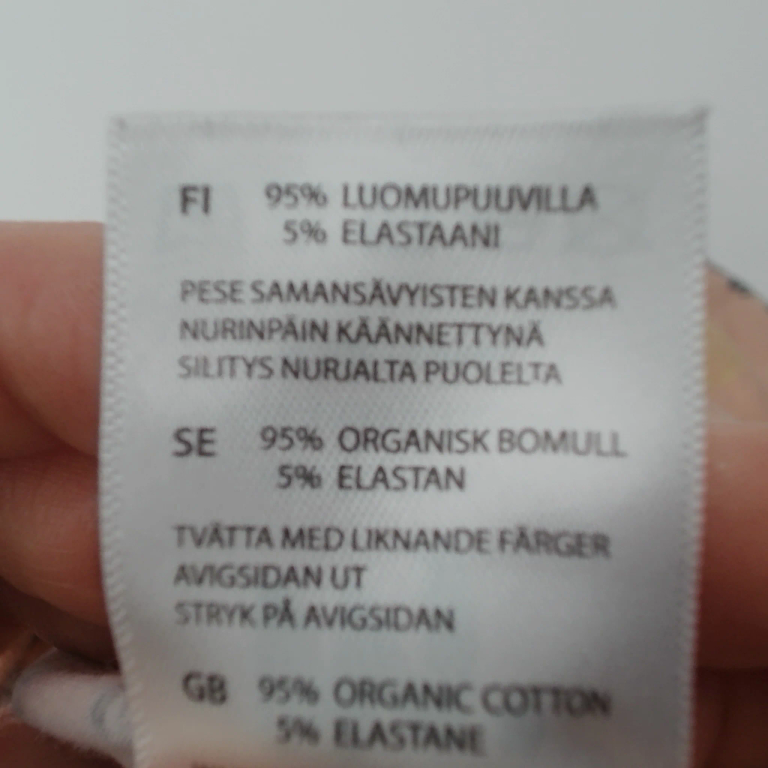 FI 95% LUOMUPUUVILLA
5% ELASTAANI
PESE SAMANSÄVYISTEN KANSSA
NURINPÄIN KÄÄNNETTYNÄ
SILITYS NURJALTA PUOLELTA
SE 95% ORGANISK BOMULL
5% ELASTAN
TVÄTTA MED LIKNANDE FÄRGER
AVIGSIDAN UT
STRYK PÅ AVIGSIDAN
GB 95% ORGANIC COTTON
5% ELASTANE